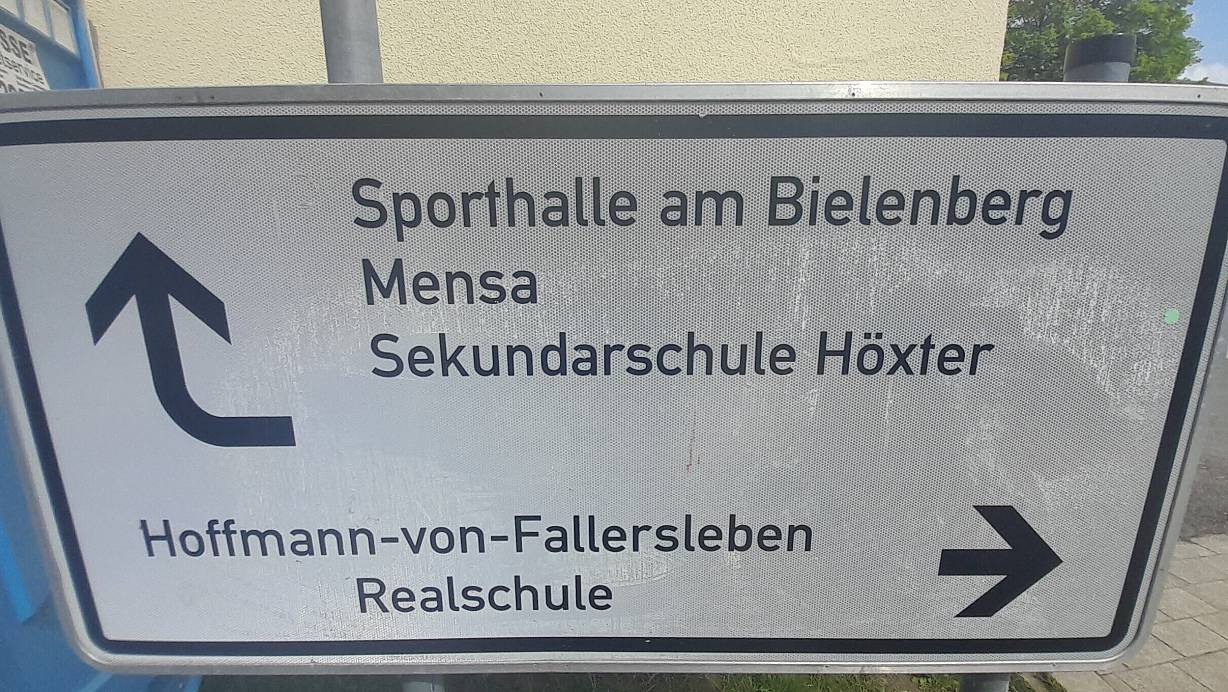 Sporthalle am Bielenberg
Mensa
Sekundarschule Höxter
Hoffmann-von-Fallersleben
Realschule